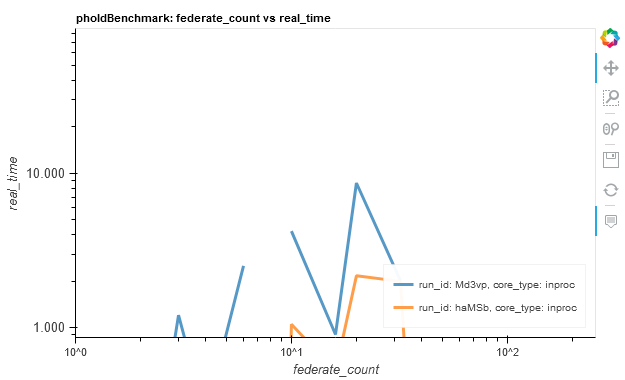 pholdBenchmark: federate_count vs real_time
10.000
1.000
real_time
run_id: Md3vp, core_type: inproc
run_id: haMSb, core_type: inproc
10^0
10^1
10^2
federate_count